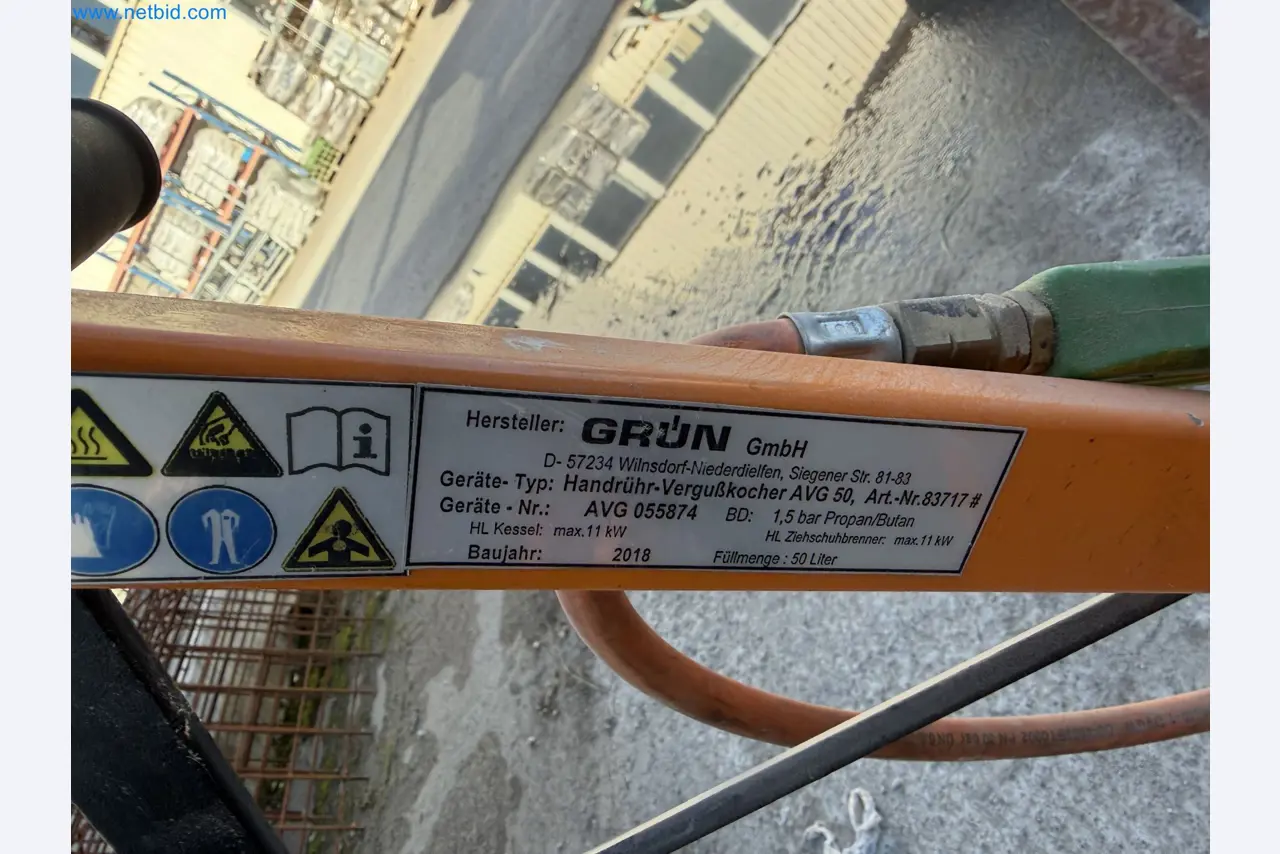 www.netbid.com
Hersteller: GRÜN GmbH
D- 57234 Wilnsdorf-Niederdielfen, Siegener Str. 81-83
Geräte- Typ: Handrühr-Vergußkocher AVG 50, Art.-Nr.83717 #
Geräte - Nr.: AVG 055874 BD: 1,5 bar Propan/Butan
HL Kessel: max.11 kW HL Ziehschuhbrenner: max.11 kW
Baujahr: 2018 Füllmenge : 50 Liter